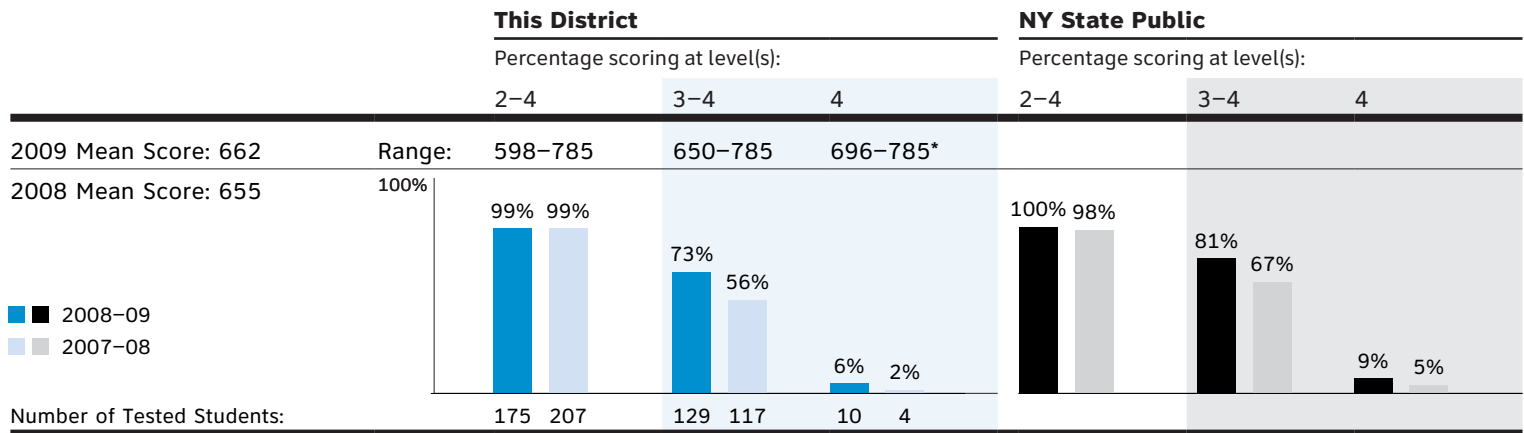 This District NY State Public
Percentage scoring at level(s): Percentage scoring at level(s):
2–4 3–4 4 2–4 3–4 4
2009 Mean Score: 662 Range: 598–785 650–785 696–785*
2008 Mean Score: 655 100%
99% 99% 100% 98%
73% 81%
56% 67%
6% 2% 9% 5%
2008–09
2007–08
Number of Tested Students: 175 207 129 117 10 4